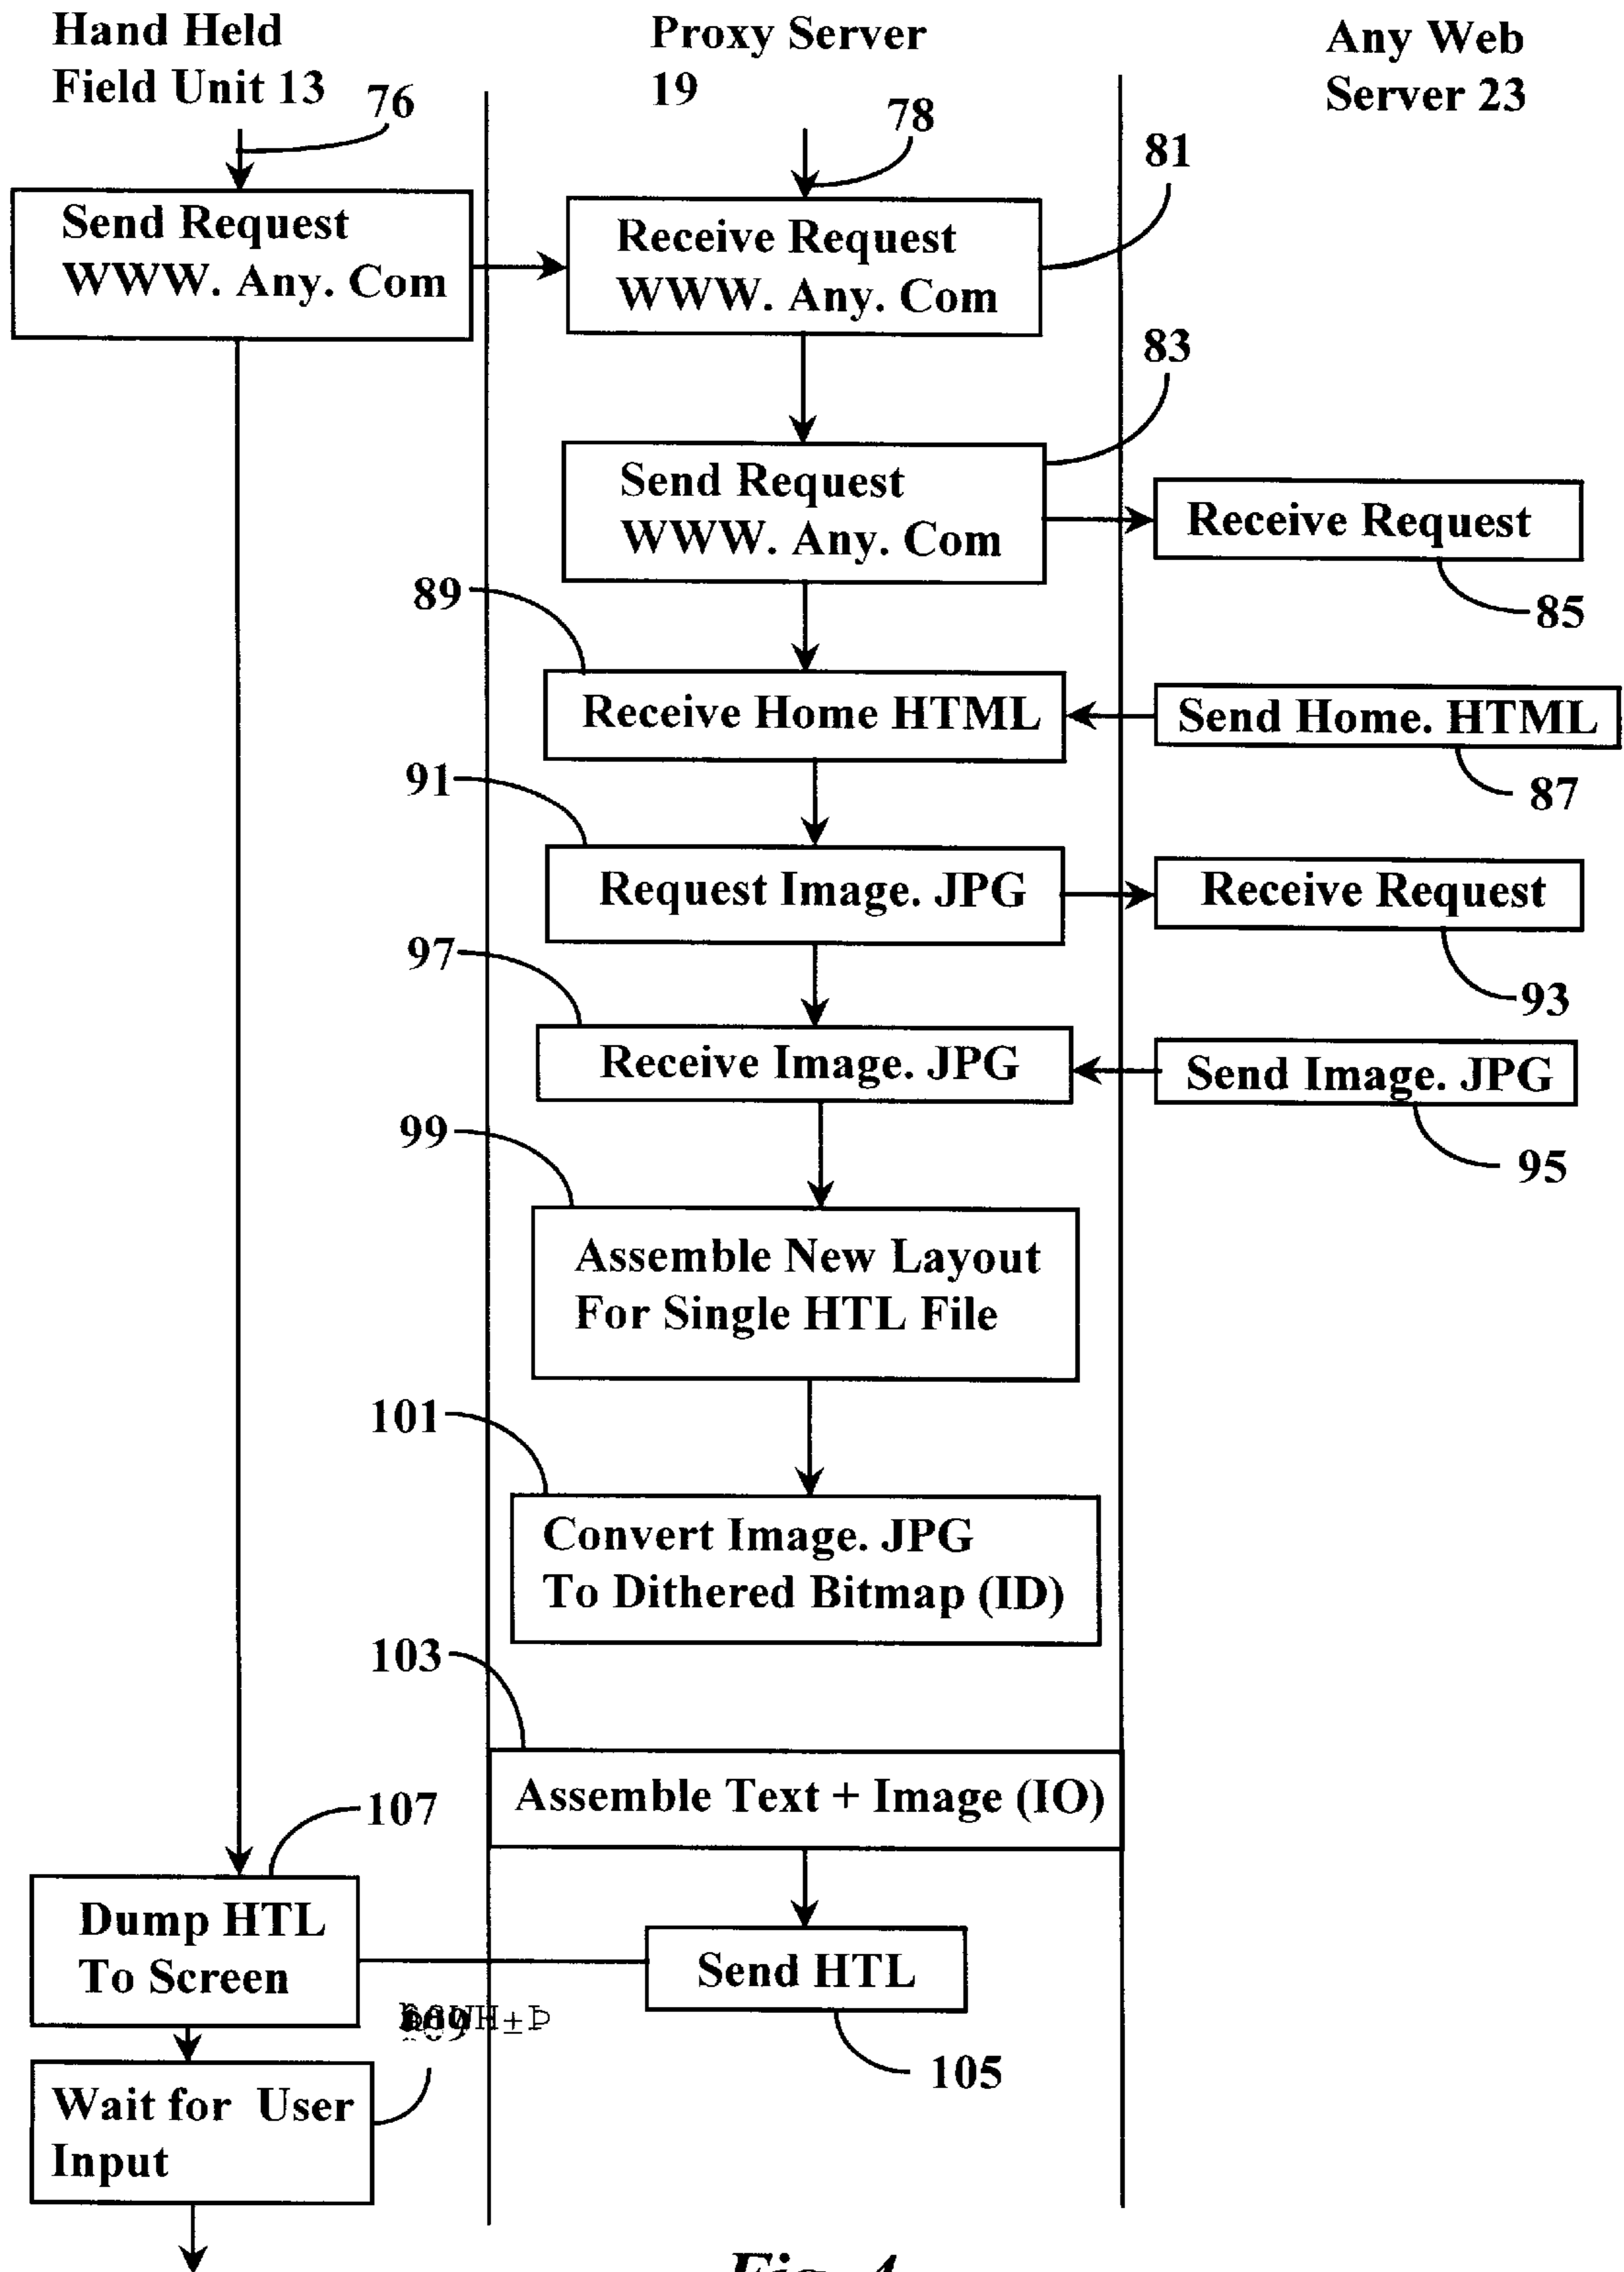 Hand Held
Field Unit 13
76
Proxy Server
19
78
Any Web
Server 23
81
Send Request
WWW. Any. Com
Receive Request
WWW. Any. Com
83
Send Request
WWW. Any. Com
Receive Request
85
89
Receive Home HTML
Send Home. HTML
87
91
Request Image. JPG
Receive Request
93
97
Receive Image. JPG
Send Image. JPG
95
99
Assemble New Layout
For Single HTL File
101
Convert Image. JPG
To Dithered Bitmap (ID)
103
Assemble Text + Image (IO)
107
Dump HTL
To Screen
Send HTL
105
Wait for User
Input
Fig. 4